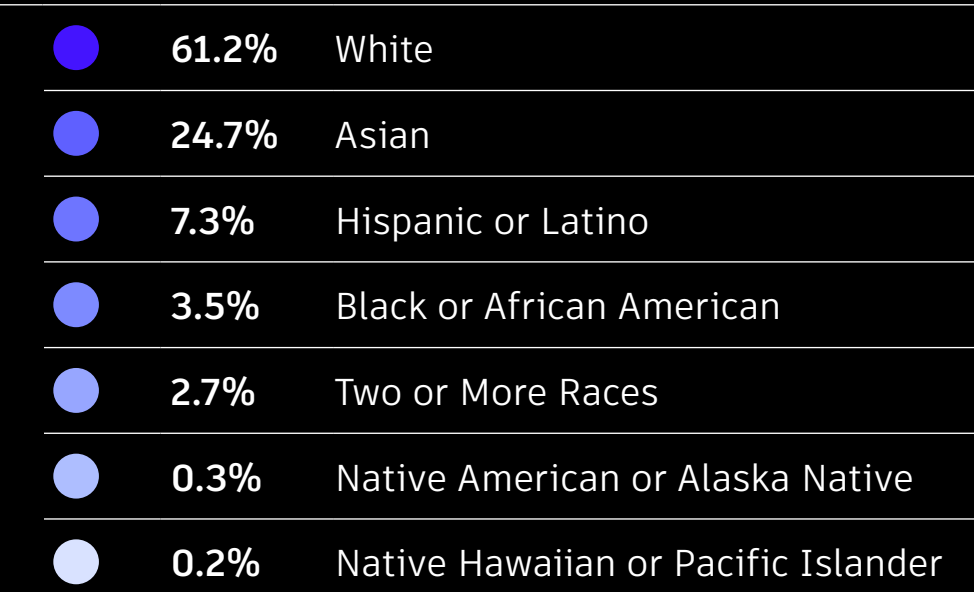 61.2% White
24.7% Asian
7.3% Hispanic or Latino
3.5% Black or African American
2.7% Two or More Races
0.3% Native American or Alaska Native
0.2% Native Hawaiian or Pacific Islander